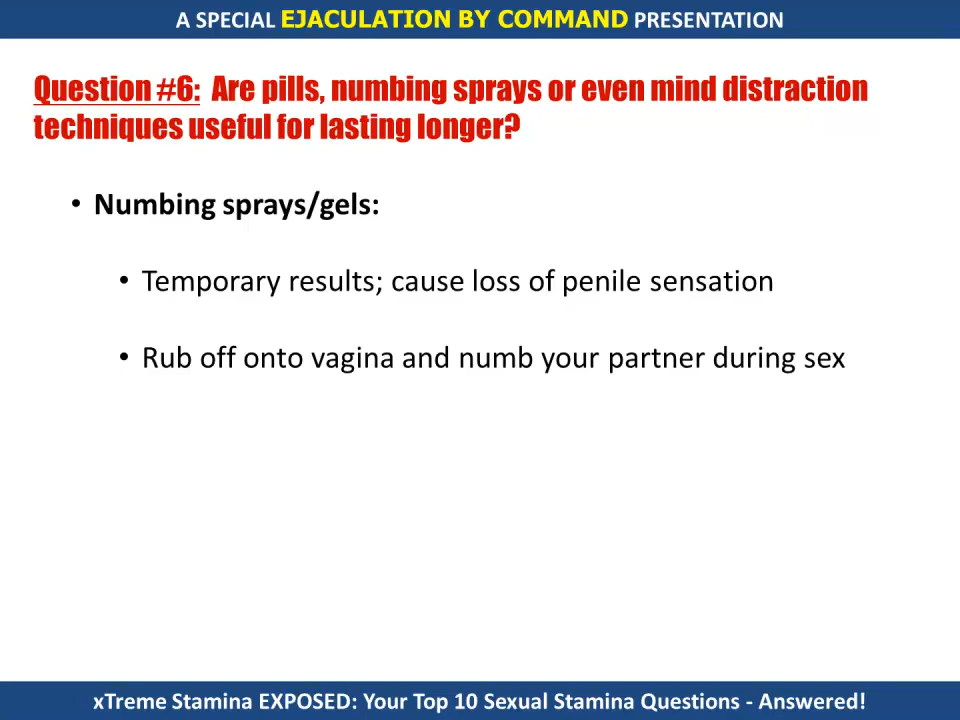 A SPECIAL EJACULATION BY COMMAND PRESENTATION
Question #6: Are pills, numbing sprays or even mind distraction
techniques useful for lasting longer?
• Numbing sprays/gels:
• Temporary results; cause loss of penile sensation
• Rub off onto vagina and numb your partner during sex
xTreme Stamina EXPOSED: Your Top 10 Sexual Stamina Questions - Answered!